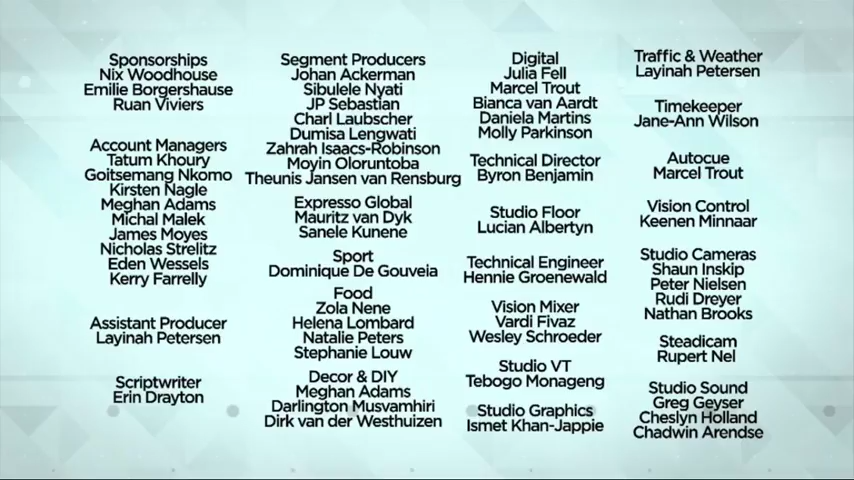 Sponsorships
Nix Woodhouse
Emilie Borgershause
Ruan Viviers
Account Managers
Tatum Khoury
Goitsemang Nkomo
Kirsten Nagle
Meghan Adams
Michal Malek
James Moyes
Nicholas Strelitz
Eden Wessels
Kerry Farrelly
Assistant Producer
Layinah Petersen
Scriptwriter
Erin Drayton
Segment Producers
Johan Ackerman
Sibulele Nyati
JP Sebastian
Charl Laubscher
Dumisa Lengwati
Zahrah Isaacs-Robinson
Moyin Oloruntoba
Theunis Jansen van Rensburg
Expresso Global
Mauritz van Dyk
Sanele Kunene
Sport
Dominique De Gouveia
Food
Zola Nene
Helena Lombard
Natalie Peters
Stephanie Louw
Decor & DIY
Meghan Adams
Darlington Musvamhiri
Dirk van der Westhuizen
Digital
Julia Fell
Marcel Trout
Bianca van Aardt
Daniela Martins
Molly Parkinson
Technical Director
Byron Benjamin
Studio Floor
Lucian Albertyn
Technical Engineer
Hennie Groenewald
Vision Mixer
Vardi Fivaz
Wesley Schroeder
Studio VT
Tebogo Monageng
Studio Graphics
Ismet Khan-Jappie
Traffic & Weather
Layinah Petersen
Timekeeper
Jane-Ann Wilson
Autocue
Marcel Trout
Vision Control
Keenen Minnaar
Studio Cameras
Shaun Inskip
Peter Nielsen
Rudi Dreyer
Nathan Brooks
Steadicam
Rupert Nel
Studio Sound
Greg Geyser
Cheslyn Holland
Chadwin Arendse